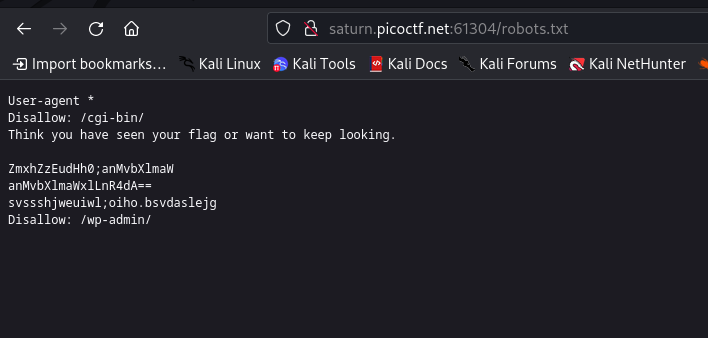 saturn.picoctf.net:61304/robots.txt
Import bookmarks... Kali Linux Kali Tools Kali Docs Kali Forums Kali NetHunter
User-agent *
Disallow: /cgi-bin/
Think you have seen your flag or want to keep looking.
ZmxhZzEudHh0;anMvbXlmaW
anMvbXlmaWxlLnR4dA==
svssshjweuiwl;oiho.bsvdaslejg
Disallow: /wp-admin/